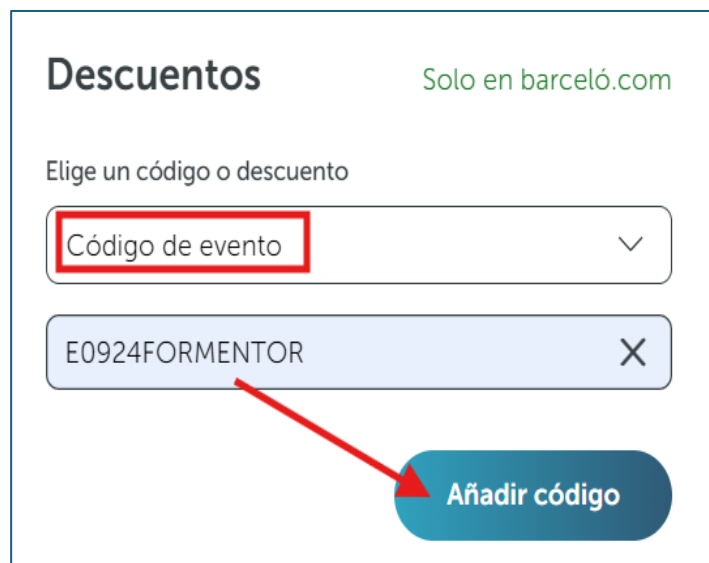 Descuentos
Solo en barceló.com
Elige un código o descuento
Código de evento
E0924FORMENTOR
Añadir código